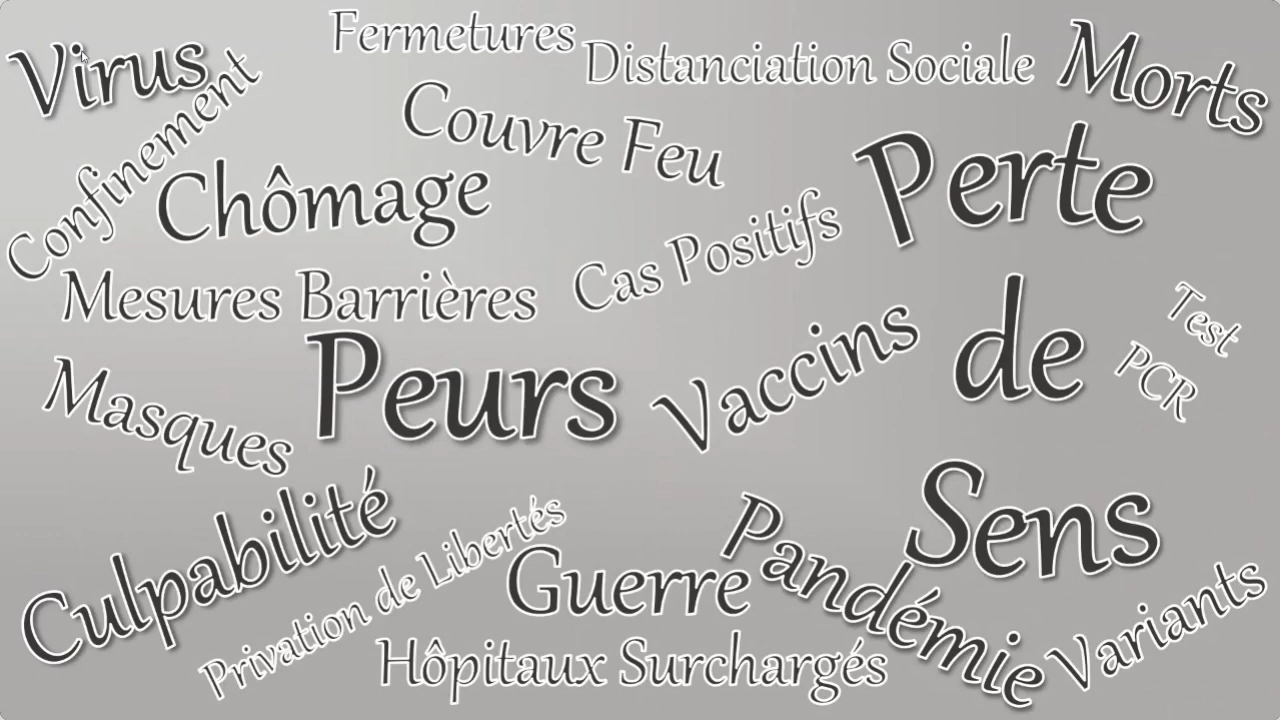 Virus
Fermetures
Distanciation Sociale
Morts
Confinement
Couvre Feu
Chômage
Perte
de
Sens
Cas Positifs
Mesures Barrières
Test
PCR
Peurs
Vaccins
Masques
Culpabilité
Privation de Libertés
Guerre
Pandémie
Variants
Hôpitaux Surchargés